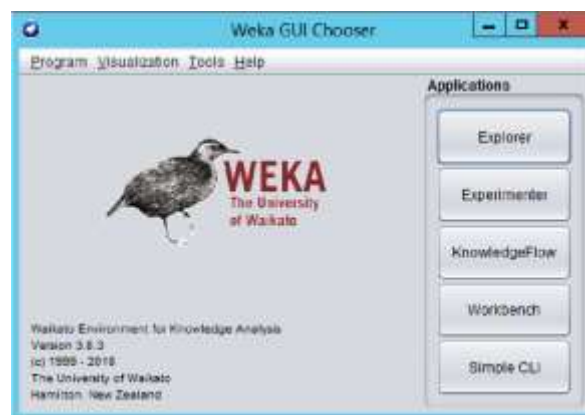 Weka GUI Chooser
Program Visualization Tools Help
Applications
Explorer
Experimenter
KnowledgeFlow
Workbench
Simple CLI
WEKA
The University
of Waikato
Waikato Environment for Knowledge Analysis
Version 3.8.3
(c) 1999 - 2018
The University of Waikato
Hamilton, New Zealand